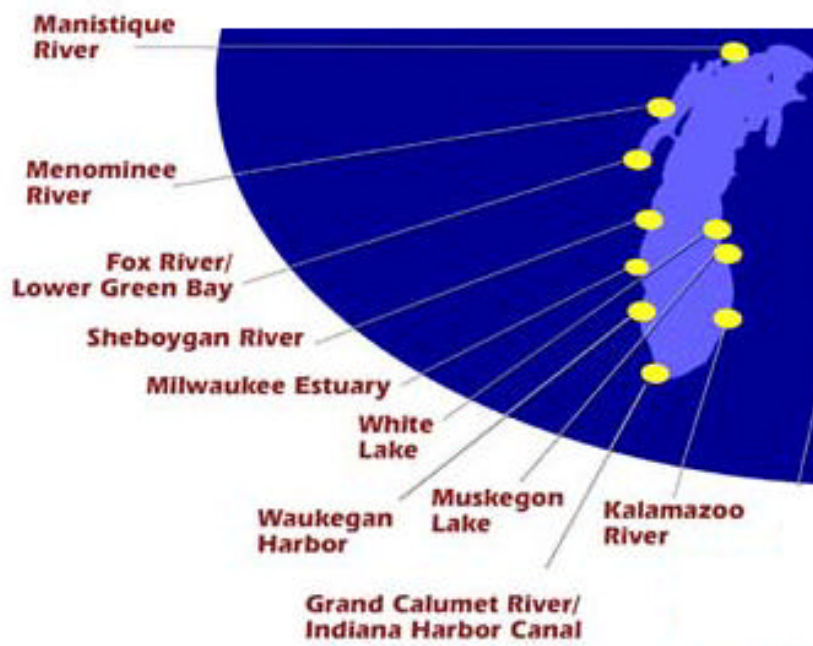 Manistique
River
Menominee
River
Fox River/
Lower Green Bay
Sheboygan River
Milwaukee Estuary
White
Lake
Waukegan
Harbor
Muskegon
Lake
Kalamazoo
River
Grand Calumet River/
Indiana Harbor Canal